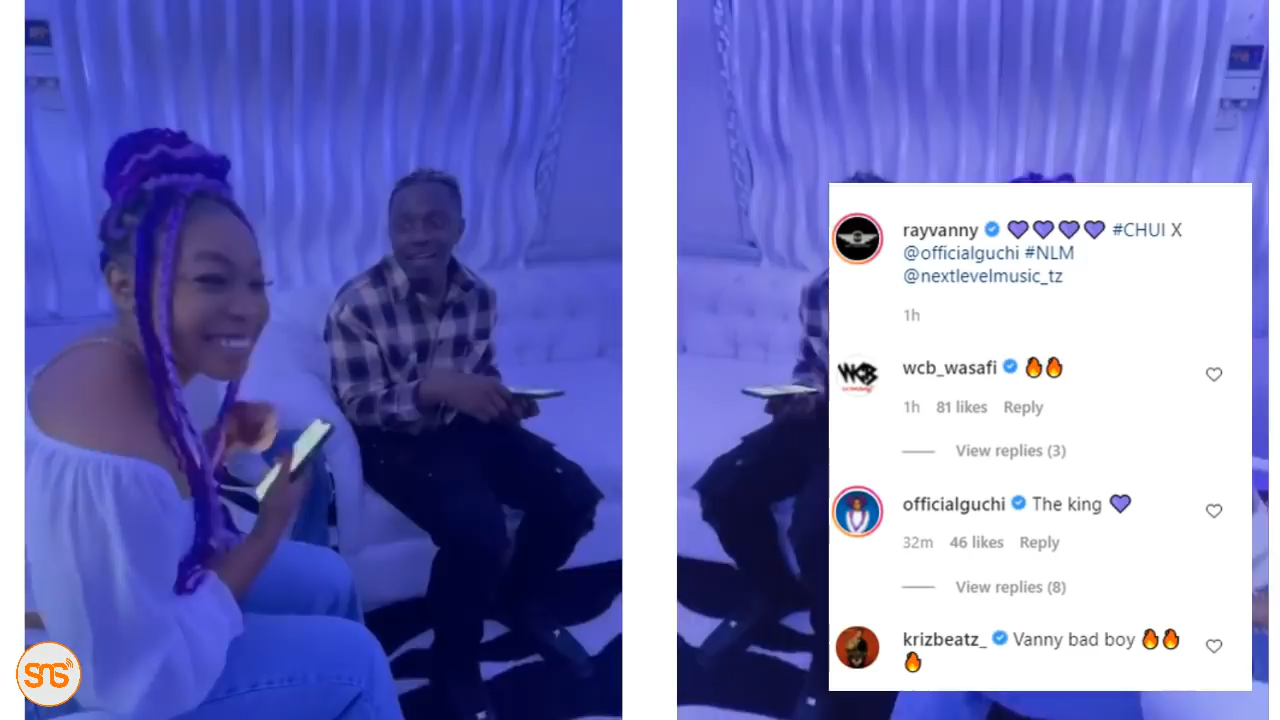 rayvanny 💜💜💜💜 #CHUI X
@officialguchi #NLM
@nextlevelmusic_tz
1h
WCB
wcb_wasafi 🔥🔥
1h 81 likes Reply
View replies (3)
officialguchi The king 💜
32m 46 likes Reply
View replies (8)
krizbeatz_ Vanny bad boy 🔥🔥
🔥
SNS